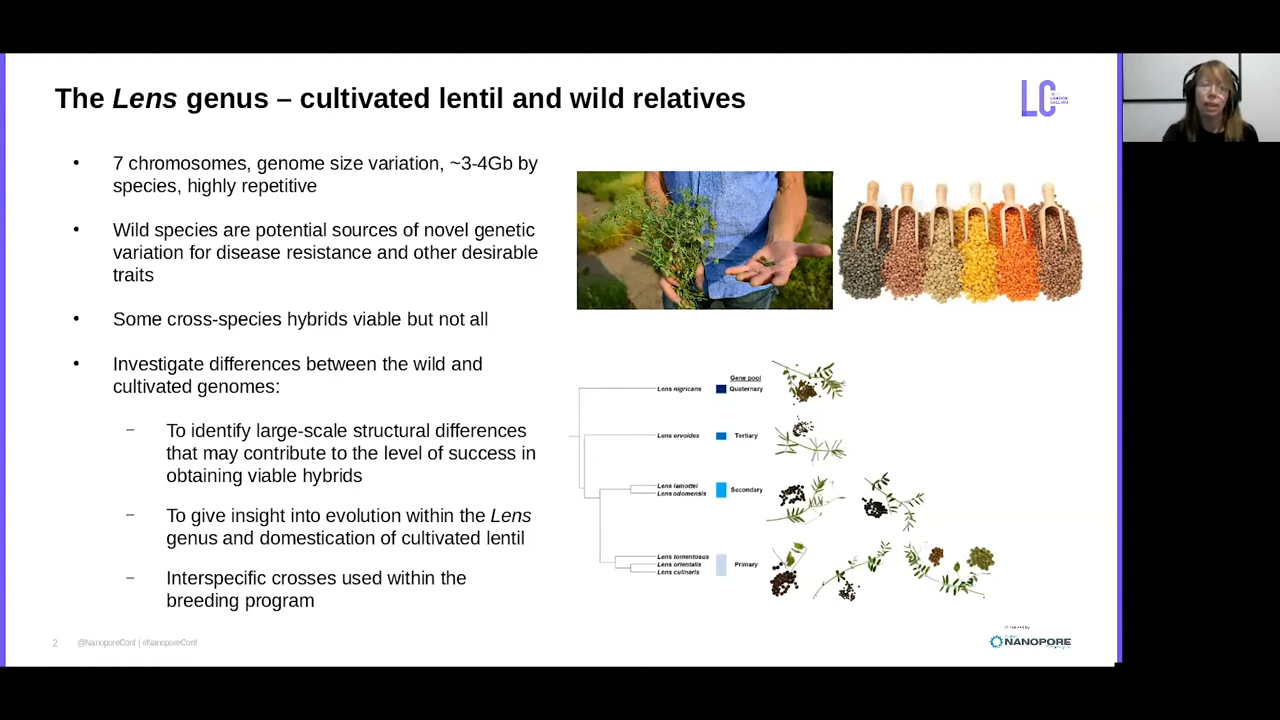 The Lens genus – cultivated lentil and wild relatives
LC
• 7 chromosomes, genome size variation, ~3-4Gb by
species, highly repetitive
• Wild species are potential sources of novel genetic
variation for disease resistance and other desirable
traits
• Some cross-species hybrids viable but not all
• Investigate differences between the wild and
cultivated genomes:
− To identify large-scale structural differences
that may contribute to the level of success in
obtaining viable hybrids
− To give insight into evolution within the Lens
genus and domestication of cultivated lentil
− Interspecific crosses used within the
breeding program
Gene pool
Lens nigricans Quaternary
Lens ervoides Tertiary
Lens lamottei
Lens odomensis
Secondary
Lens tomentosus
Lens orientalis
Lens culinaris
Primary
2 @NanoporeConf | #NanoporeConf
NANOPORE